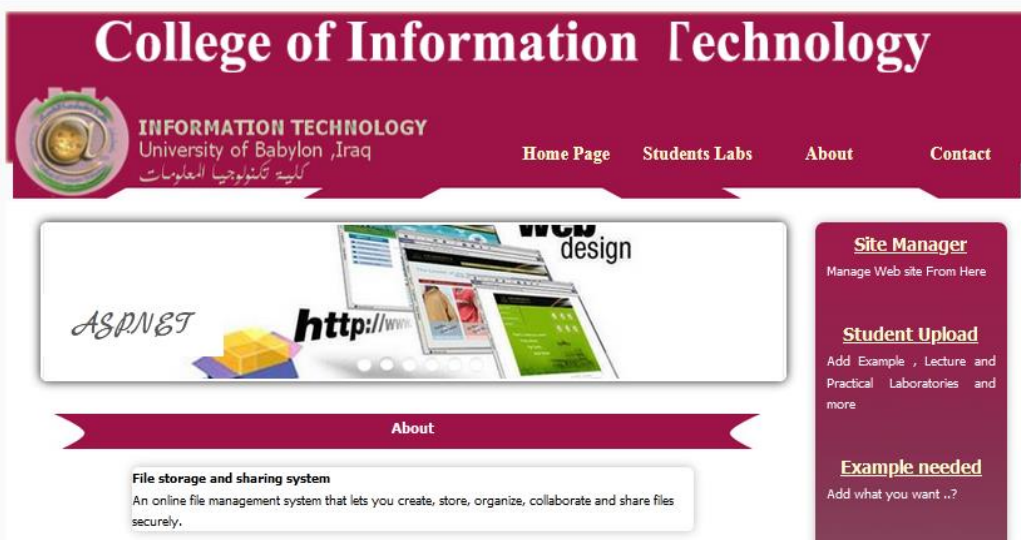 College of Information Technology
INFORMATION TECHNOLOGY
University of Babylon ,Iraq
كلية تكنولوجيا المعلومات
Home Page Students Labs About Contact
web
design
ASP.NET
http://www.
Site Manager
Manage Web site From Here
Student Upload
Add Example , Lecture and
Practical Laboratories and
more
Example needed
Add what you want ..?
About
File storage and sharing system
An online file management system that lets you create, store, organize, collaborate and share files
securely.